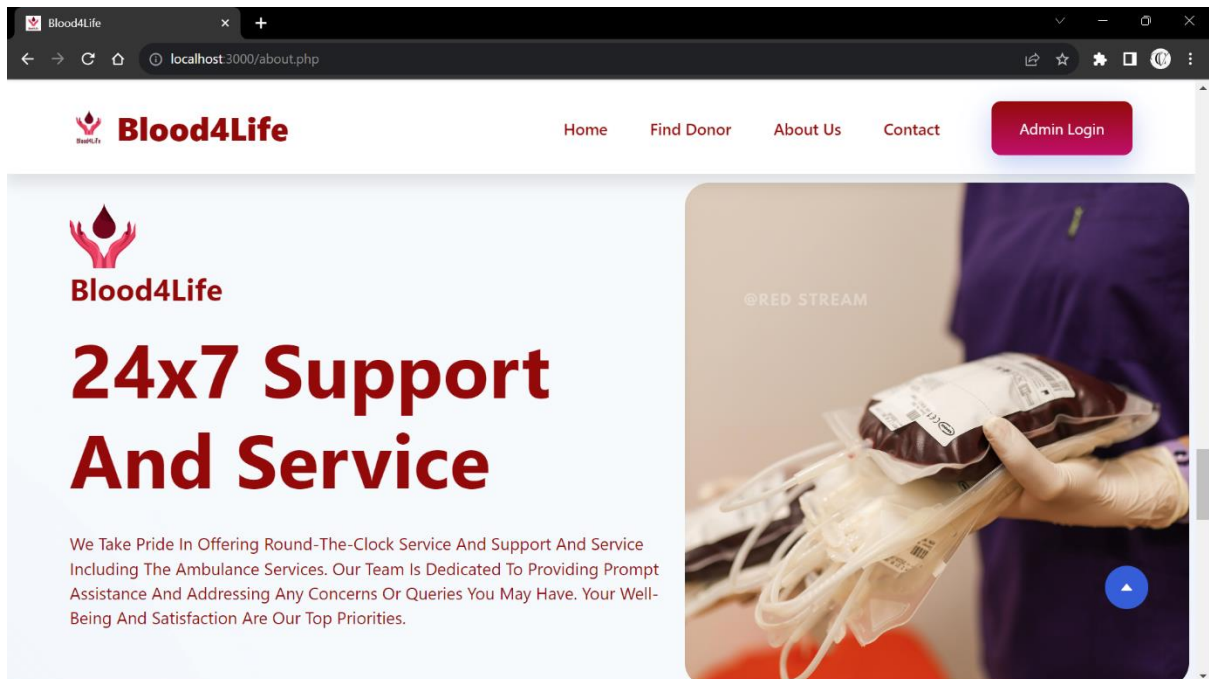 Blood4Life
localhost:3000/about.php
Blood4Life
Home
Find Donor
About Us
Contact
Admin Login
Blood4Life
24x7 Support
And Service
@RED STREAM
We Take Pride In Offering Round-The-Clock Service And Support And Service
Including The Ambulance Services. Our Team Is Dedicated To Providing Prompt
Assistance And Addressing Any Concerns Or Queries You May Have. Your Well-
Being And Satisfaction Are Our Top Priorities.